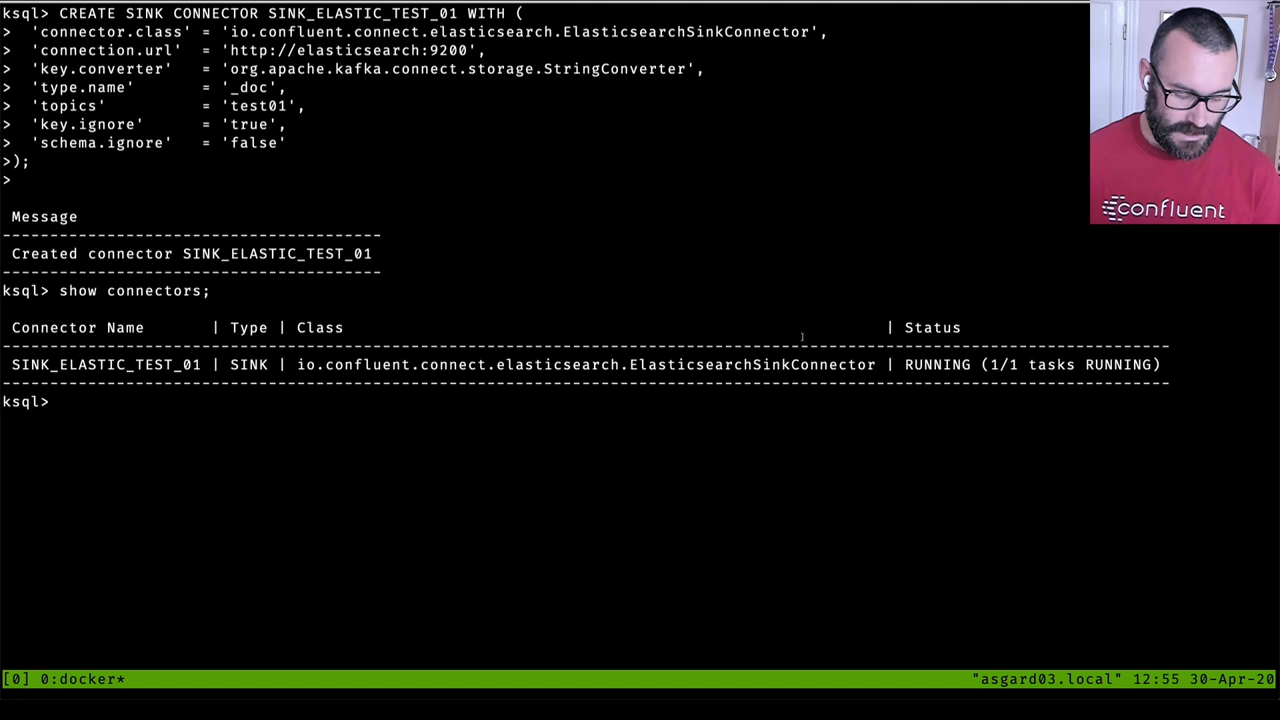 ksql> CREATE SINK CONNECTOR SINK_ELASTIC_TEST_01 WITH (
>  'connector.class' = 'io.confluent.connect.elasticsearch.ElasticsearchSinkConnector',
>  'connection.url'  = 'http://elasticsearch:9200',
>  'key.converter'   = 'org.apache.kafka.connect.storage.StringConverter',
>  'type.name'       = '_doc',
>  'topics'          = 'test01',
>  'key.ignore'      = 'true',
>  'schema.ignore'   = 'false'
>);
>
confluent
Message
----------------------------------------
Created connector SINK_ELASTIC_TEST_01
----------------------------------------
ksql> show connectors;
Connector Name       | Type | Class                                                         | Status
---------------------------------------------------------------------------------------------------------------------------
SINK_ELASTIC_TEST_01 | SINK | io.confluent.connect.elasticsearch.ElasticsearchSinkConnector | RUNNING (1/1 tasks RUNNING)
---------------------------------------------------------------------------------------------------------------------------
ksql>
[0] 0:docker* "asgard03.local" 12:55 30-Apr-20